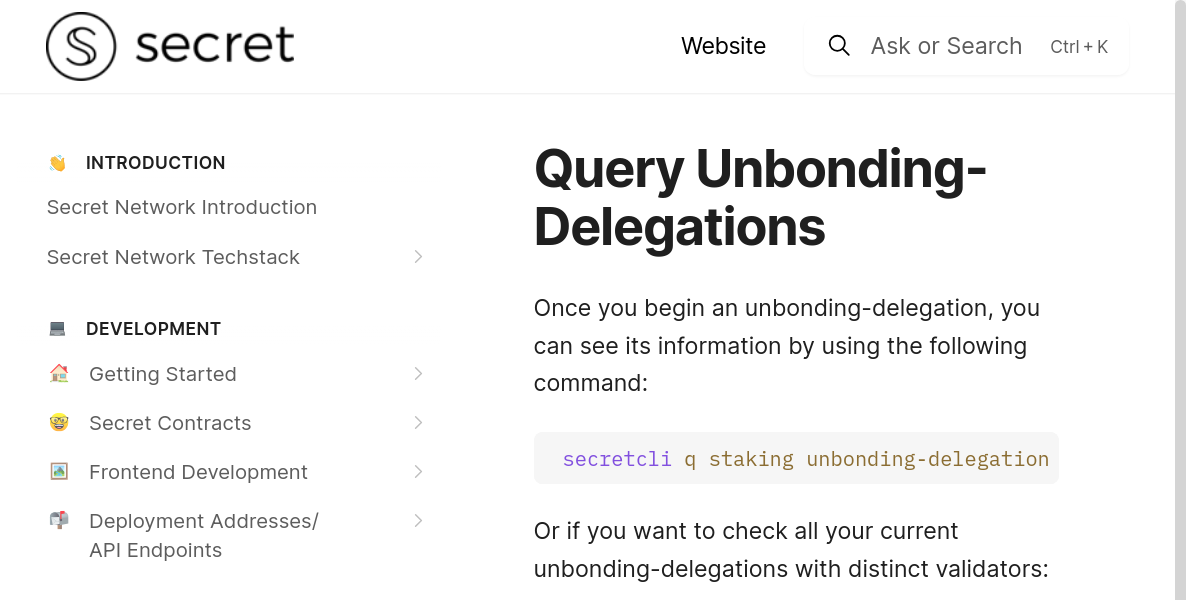 secret
Website
Ask or Search
Ctrl + K
INTRODUCTION
Secret Network Introduction
Secret Network Techstack
DEVELOPMENT
Getting Started
Secret Contracts
Frontend Development
Deployment Addresses/
API Endpoints
Query Unbonding-
Delegations
Once you begin an unbonding-delegation, you
can see its information by using the following
command:
secretcli q staking unbonding-delegation
Or if you want to check all your current
unbonding-delegations with distinct validators: